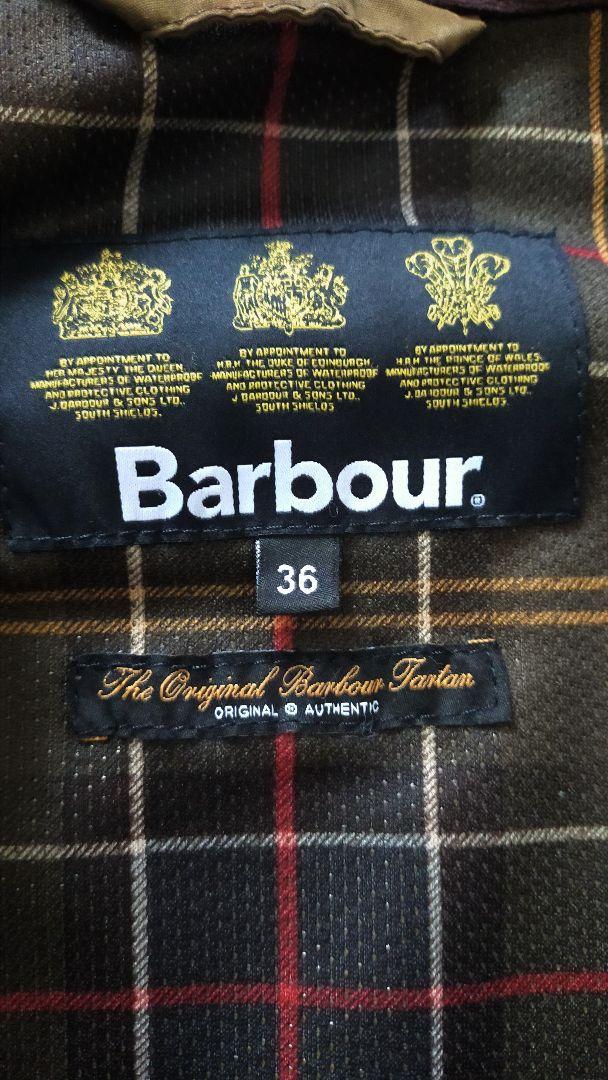 BY APPOINTMENT TO
HER MAJESTY THE QUEEN
MANUFACTURERS OF WATERPROOF
AND PROTECTIVE CLOTHING
J. BARBOUR & SONS LTD.,
SOUTH SHIELDS.
BY APPOINTMENT TO
H.R.H. THE DUKE OF EDINBURGH
MANUFACTURERS OF WATERPROOF
AND PROTECTIVE CLOTHING
J. BARBOUR & SONS LTD.,
SOUTH SHIELDS
BY APPOINTMENT TO
H.R.H. THE PRINCE OF WALES
MANUFACTURERS OF WATERPROOF
AND PROTECTIVE CLOTHING
J. BARBOUR & SONS LTD.,
SOUTH SHIELDS
Barbour®
36
The Original Barbour Tartan
ORIGINAL AUTHENTIC